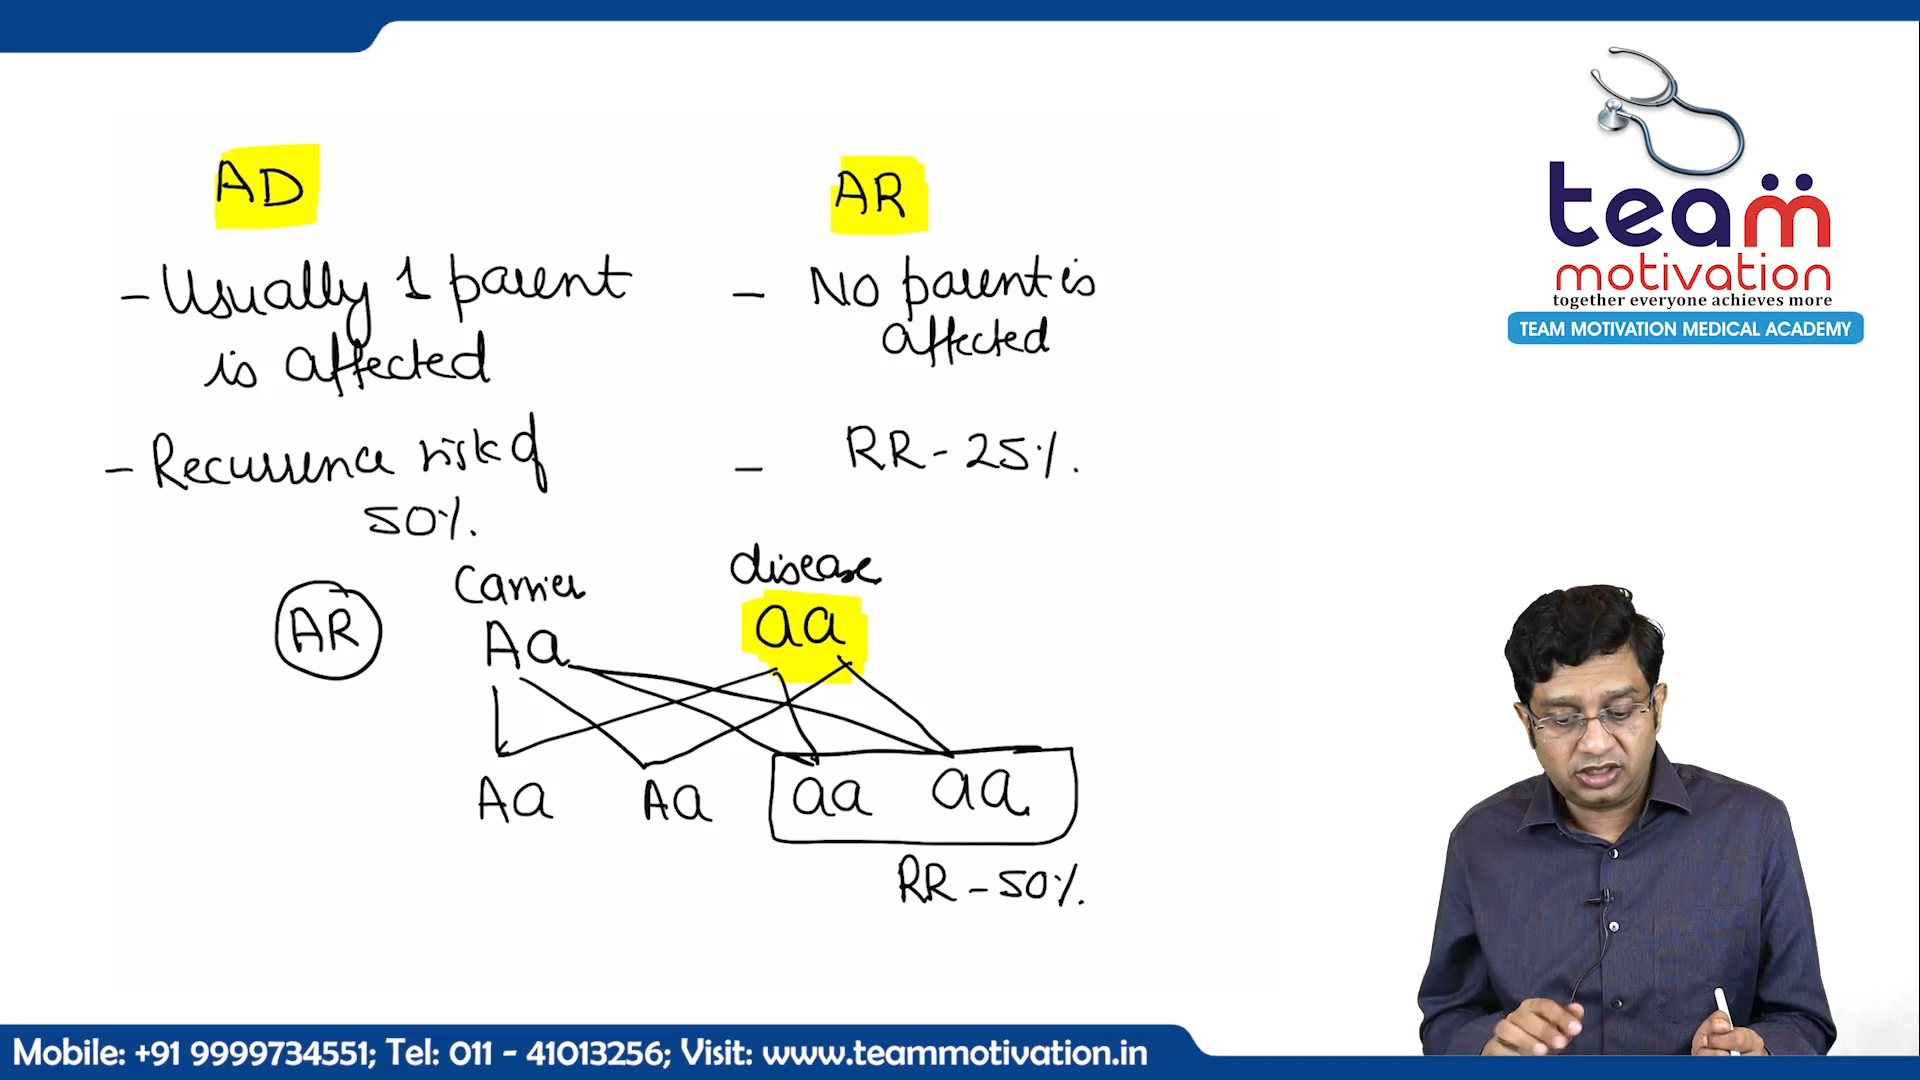 AD
AR
- Usually 1 parent
is affected
- No parent is
affected
- Recurrence risk of
50%.
- RR - 25%.
AR
Carrier
disease
Aa
aa
Aa Aa aa aa
RR - 50%.
team
motivation
together everyone achieves more
TEAM MOTIVATION MEDICAL ACADEMY
Mobile: +91 9999734551; Tel: 011 - 41013256; Visit: www.teammotivation.in